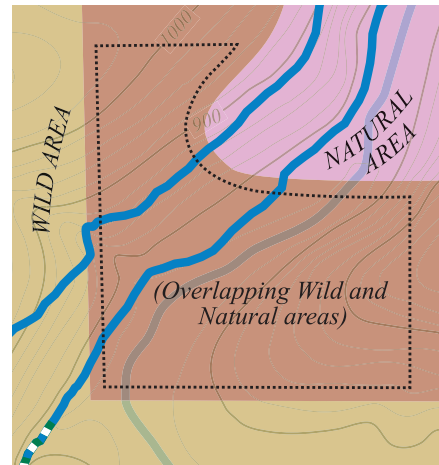 1000
NATURAL
AREA
900
WILD AREA
(Overlapping Wild and
Natural areas)